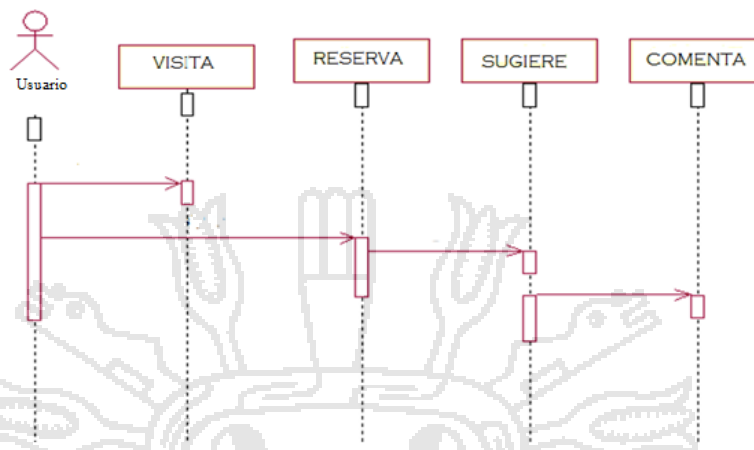 Usuario
VISITA
RESERVA
SUGIERE
COMENTA